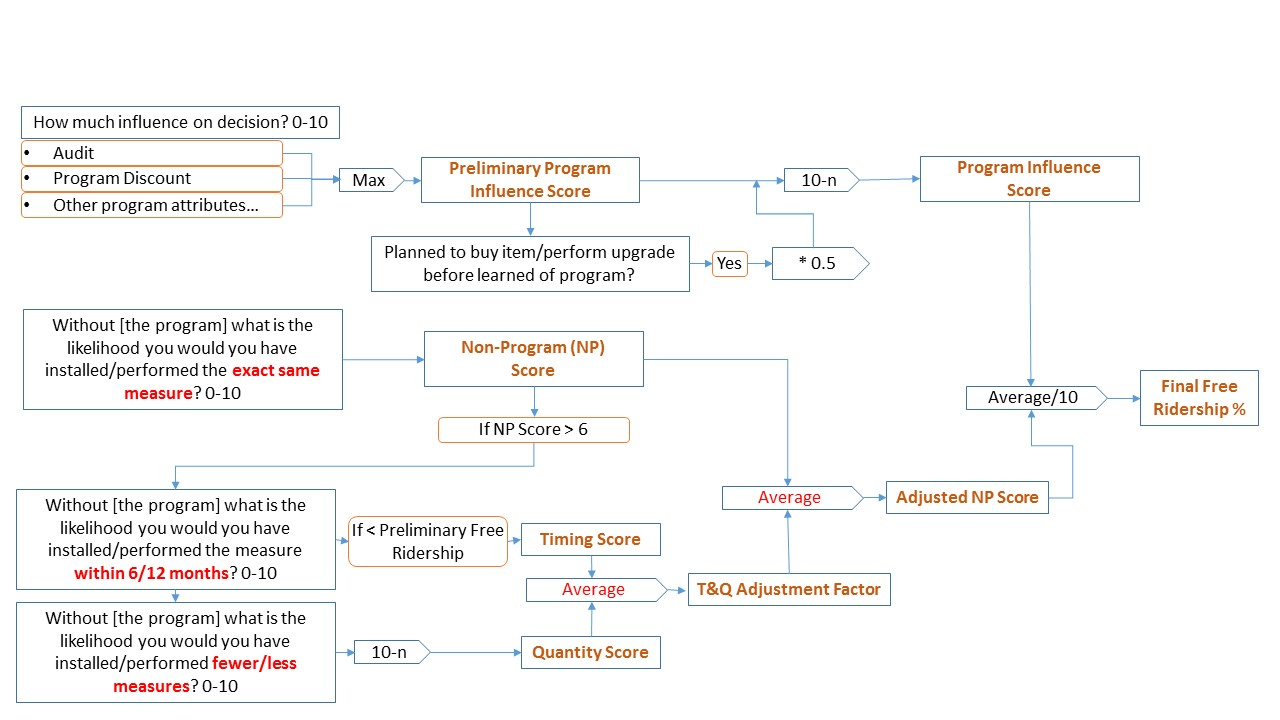 How much influence on decision? 0-10
• Audit
• Program Discount
• Other program attributes...
Max
Preliminary Program
Influence Score
10-n
Program Influence
Score
Planned to buy item/perform upgrade
before learned of program?
Yes
* 0.5
Without [the program] what is the
likelihood you would you have
installed/performed the exact same
measure? 0-10
Non-Program (NP)
Score
If NP Score > 6
Average/10
Final Free
Ridership %
Without [the program] what is the
likelihood you would you have
installed/performed the measure
within 6/12 months? 0-10
If < Preliminary Free
Ridership
Timing Score
Average
Adjusted NP Score
Average
T&Q Adjustment Factor
Without [the program] what is the
likelihood you would you have
installed/performed fewer/less
measures? 0-10
10-n
Quantity Score